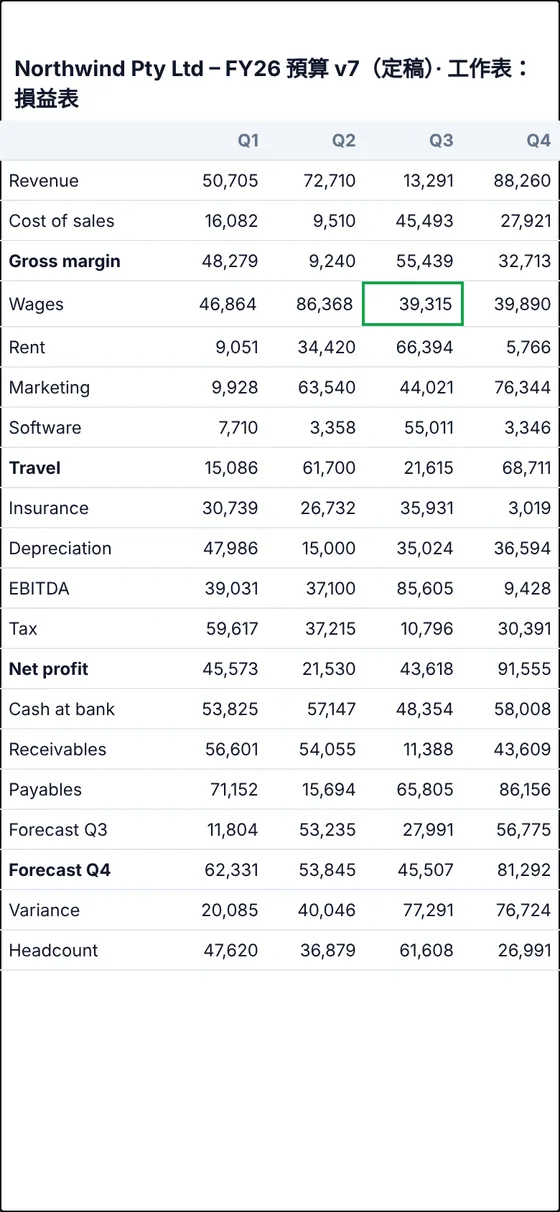 Northwind Pty Ltd – FY26 預算 v7（定稿）· 工作表：
損益表
Q1 Q2 Q3 Q4
Revenue 50,705 72,710 13,291 88,260
Cost of sales 16,082 9,510 45,493 27,921
Gross margin 48,279 9,240 55,439 32,713
Wages 46,864 86,368 39,315 39,890
Rent 9,051 34,420 66,394 5,766
Marketing 9,928 63,540 44,021 76,344
Software 7,710 3,358 55,011 3,346
Travel 15,086 61,700 21,615 68,711
Insurance 30,739 26,732 35,931 3,019
Depreciation 47,986 15,000 35,024 36,594
EBITDA 39,031 37,100 85,605 9,428
Tax 59,617 37,215 10,796 30,391
Net profit 45,573 21,530 43,618 91,555
Cash at bank 53,825 57,147 48,354 58,008
Receivables 56,601 54,055 11,388 43,609
Payables 71,152 15,694 65,805 86,156
Forecast Q3 11,804 53,235 27,991 56,775
Forecast Q4 62,331 53,845 45,507 81,292
Variance 20,085 40,046 77,291 76,724
Headcount 47,620 36,879 61,608 26,991